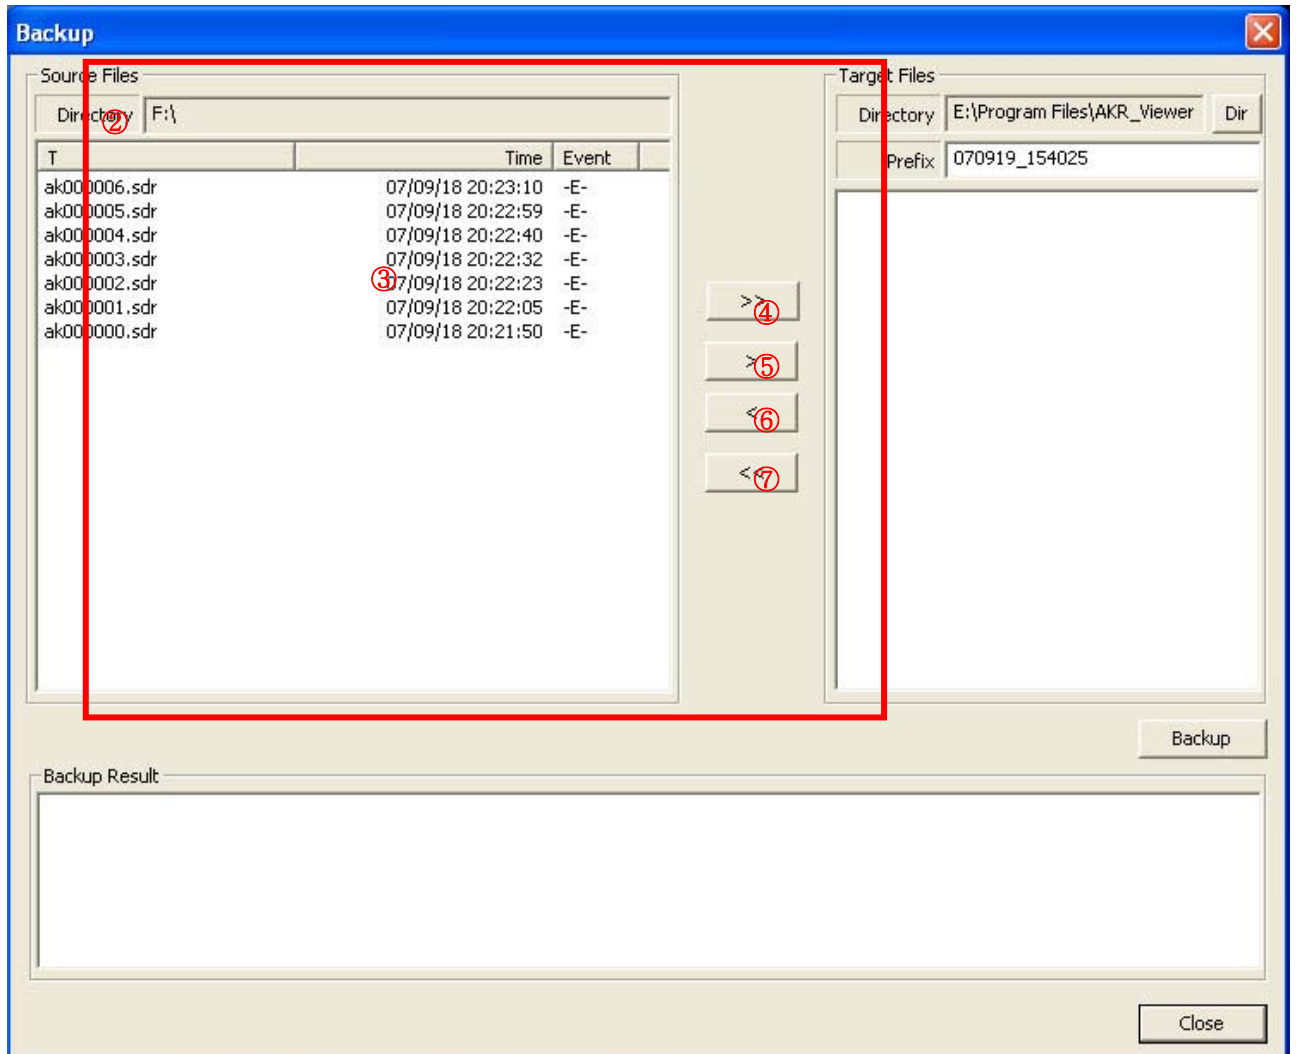 Backup
Source Files
Directory ② F:\
T Time Event
ak000006.sdr 07/09/18 20:23:10 -E-
ak000005.sdr 07/09/18 20:22:59 -E-
ak000004.sdr 07/09/18 20:22:40 -E-
ak000003.sdr 07/09/18 20:22:32 -E-
ak000002.sdr ③ 07/09/18 20:22:23 -E-
ak000001.sdr 07/09/18 20:22:05 -E-
ak000000.sdr 07/09/18 20:21:50 -E-
>> ④
> ⑤
< ⑥
<< ⑦
Target Files
Directory E:\Program Files\AKR_Viewer Dir
Prefix 070919_154025
Backup
Backup Result
Close